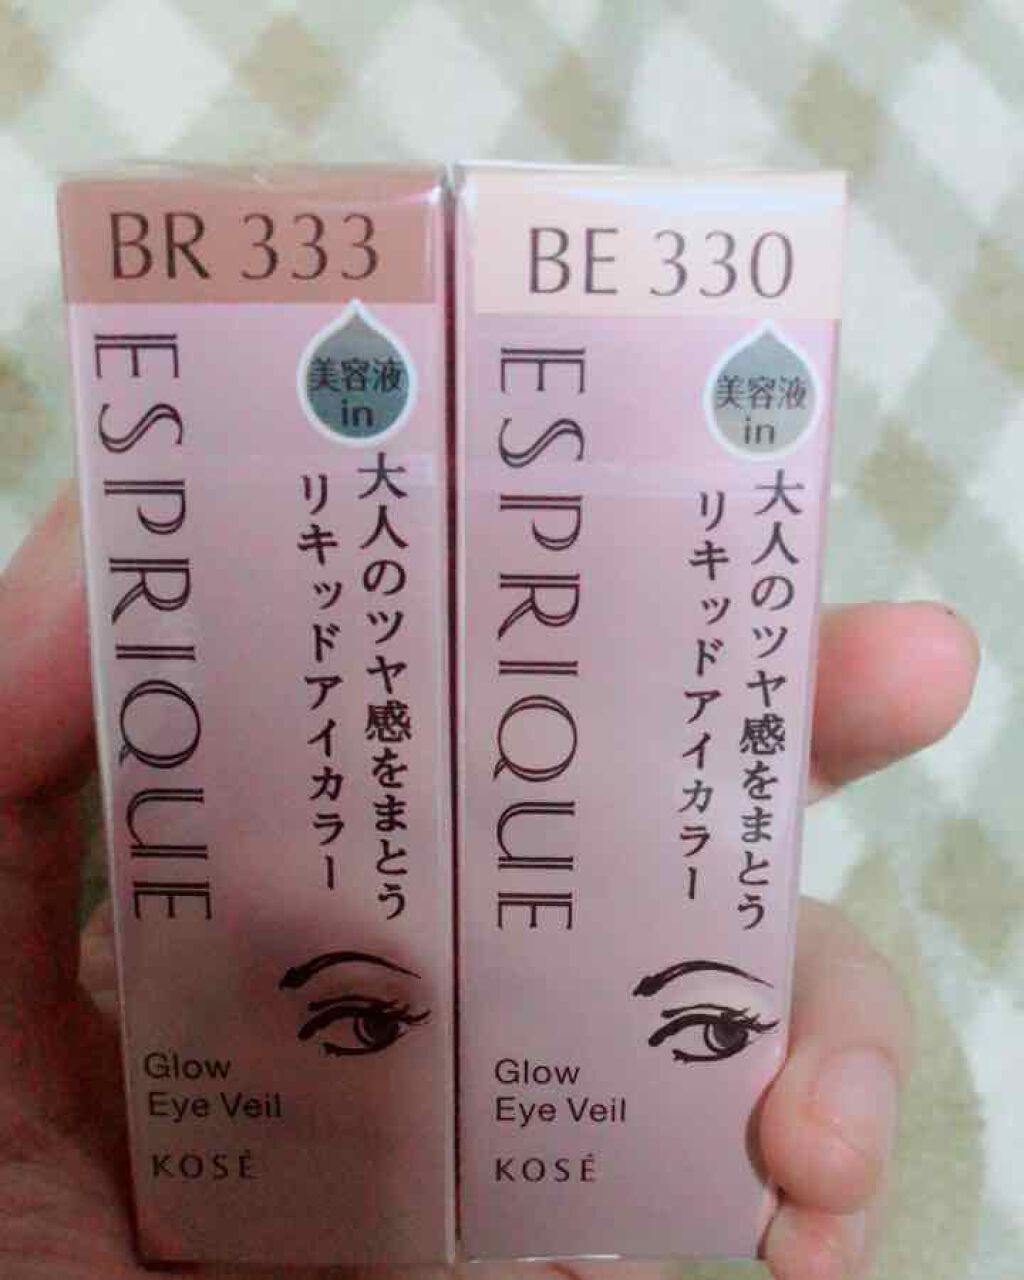 BR 333
美容液
in
ESPRIQUE
大人のツヤ感をまとう
リキッドアイカラー
Glow
Eye Veil
KOSÉ
BE 330
美容液
in
ESPRIQUE
大人のツヤ感をまとう
リキッドアイカラー
Glow
Eye Veil
KOSÉ